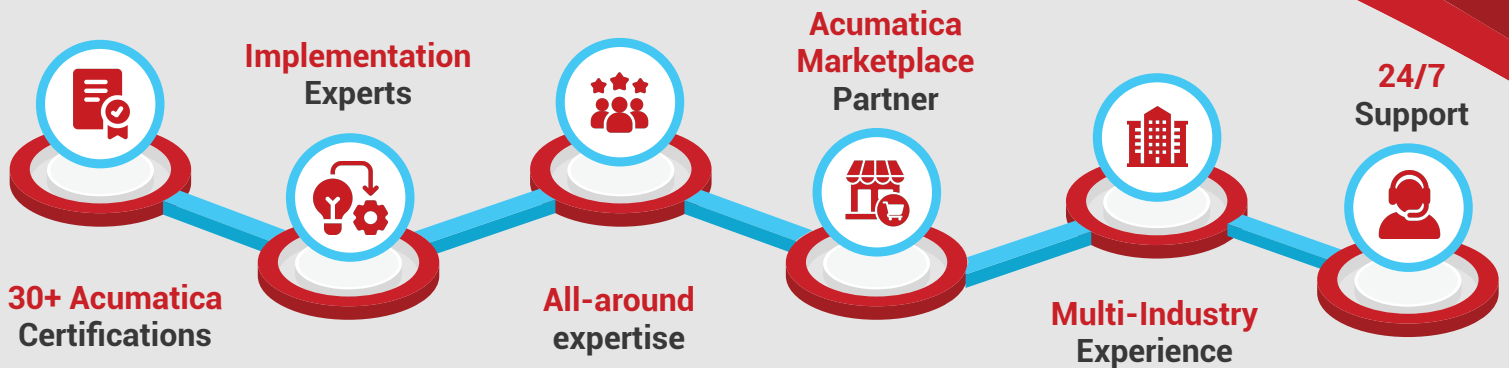 30+ Acumatica
Certifications
Implementation
Experts
All-around
expertise
Acumatica
Marketplace
Partner
Multi-Industry
Experience
24/7
Support